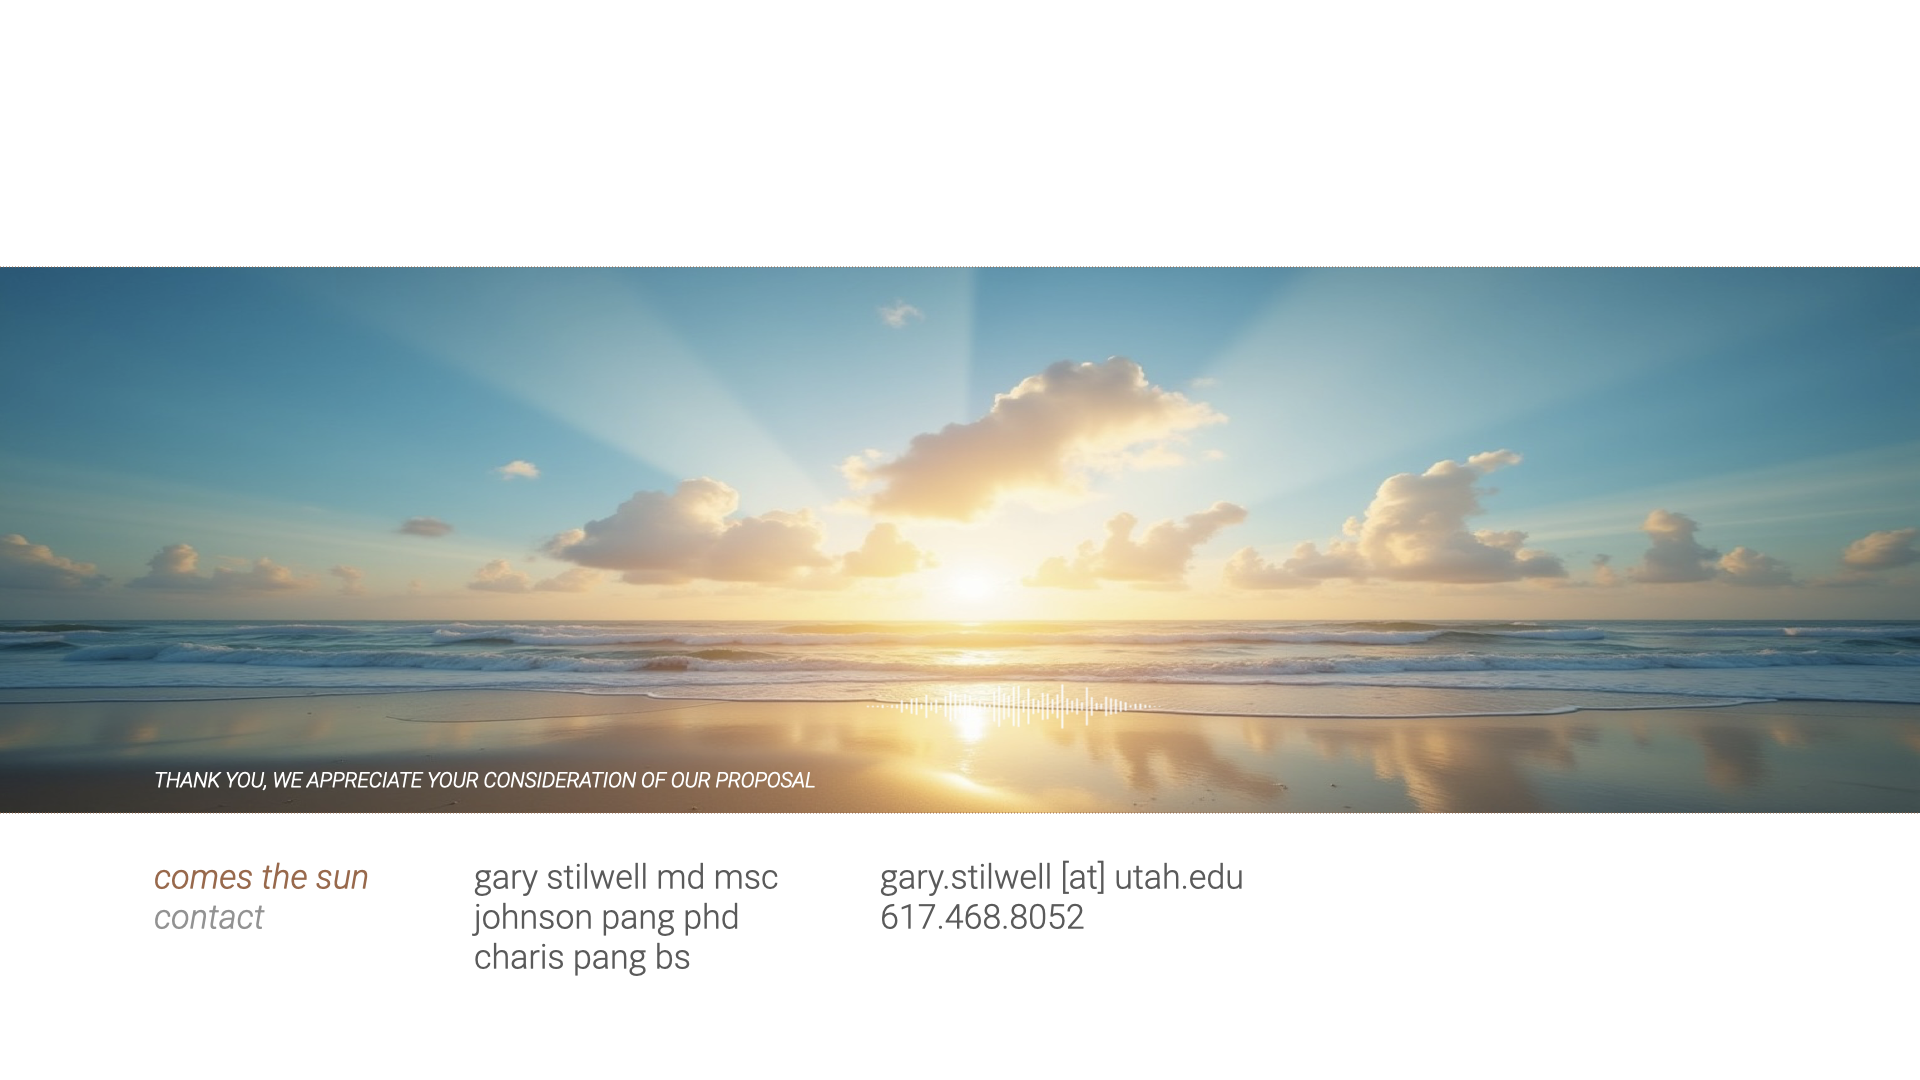 THANK YOU, WE APPRECIATE YOUR CONSIDERATION OF OUR PROPOSAL
comes the sun
contact
gary stilwell md msc
johnson pang phd
charis pang bs
gary.stilwell [at] utah.edu
617.468.8052